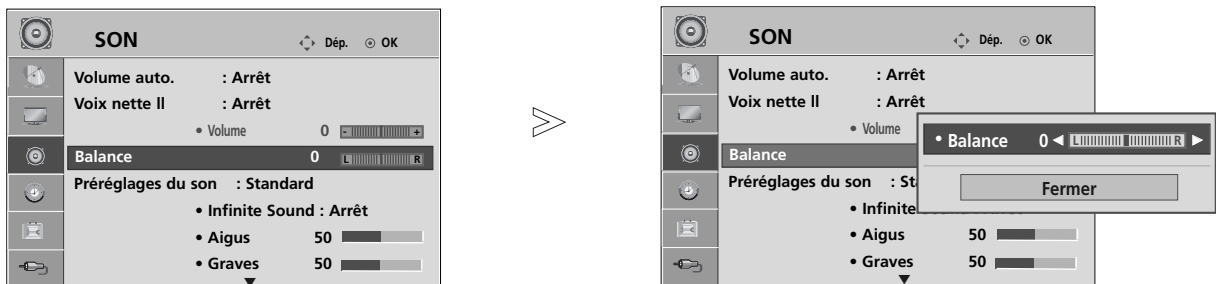 SON Dép. OK
Volume auto. : Arrêt
Voix nette II : Arrêt
• Volume 0 - +
Balance 0 L R
Préréglages du son : Standard
• Infinite Sound : Arrêt
• Aigus 50
• Graves 50
SON Dép. OK
Volume auto. : Arrêt
Voix nette II : Arrêt
• Volume
Balance
• Balance 0 L R
Préréglages du son : St
Fermer
• Infinite
• Aigus 50
• Graves 50